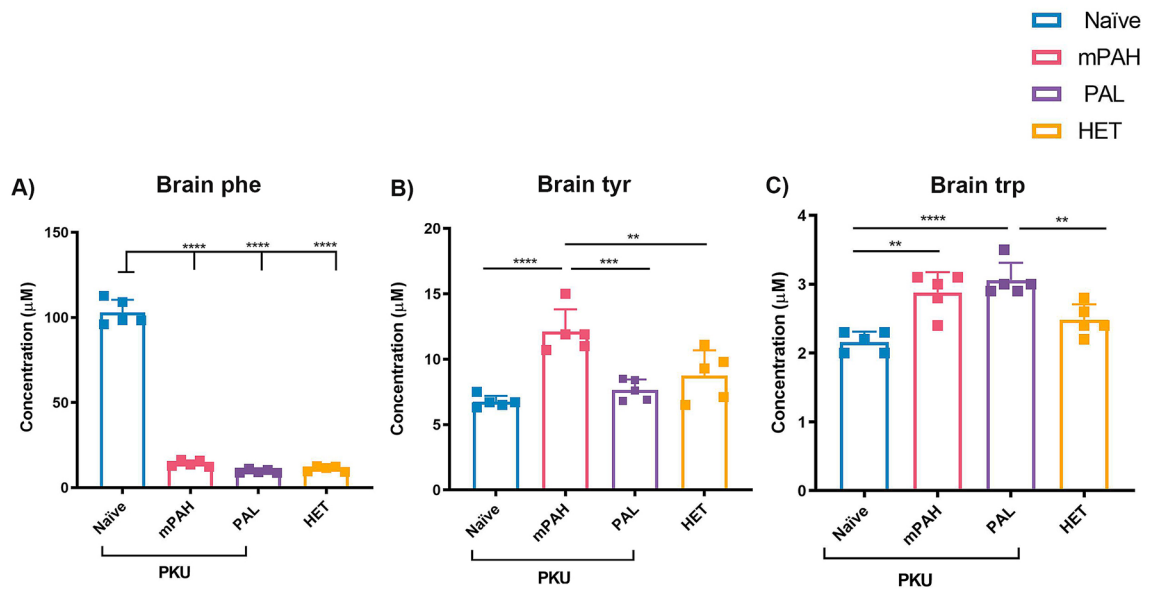 Naïve
mPAH
PAL
HET
A)
Brain phe
Concentration (µM)
150
100
50
0
****
****
****
Naïve
mPAH
PAL
HET
PKU
B)
Brain tyr
Concentration (µM)
20
15
10
5
0
**
****
***
Naïve
mPAH
PAL
HET
PKU
C)
Brain trp
Concentration (µM)
4
3
2
1
0
****
**
**
Naïve
mPAH
PAL
HET
PKU